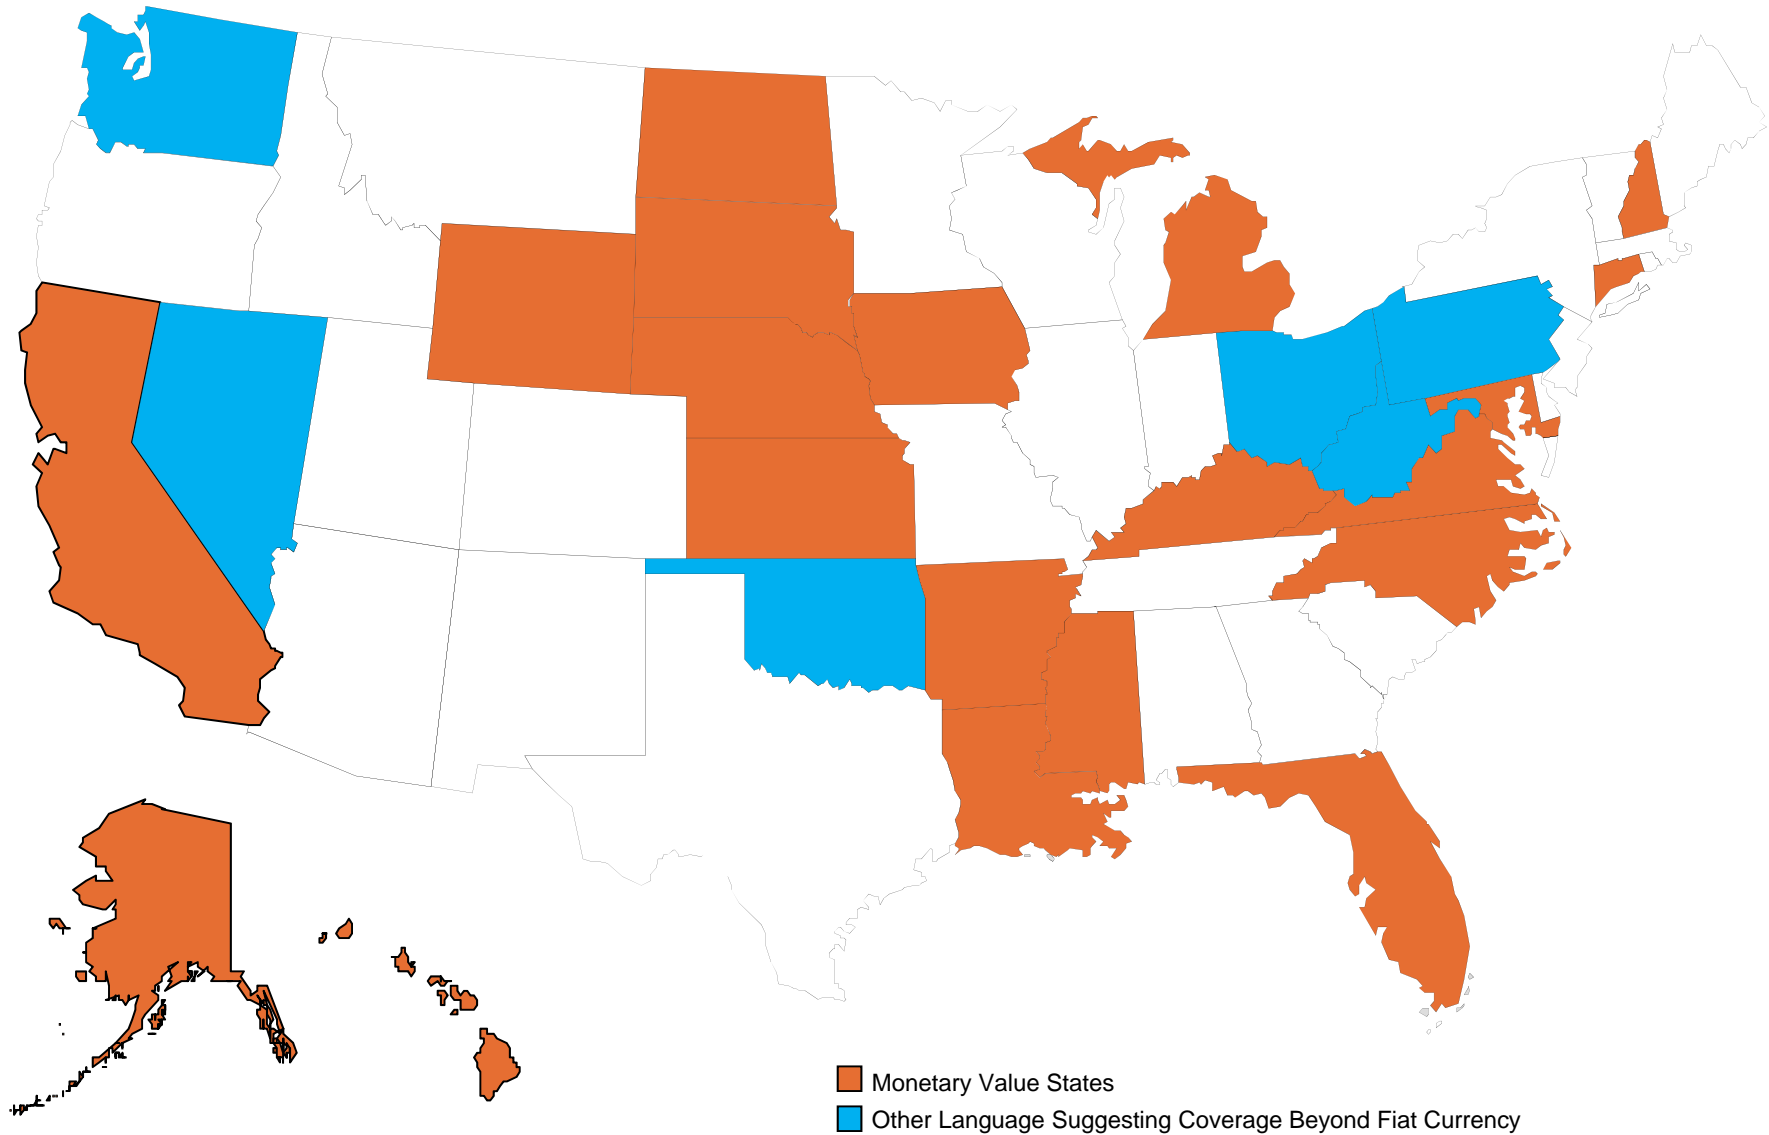 Monetary Value States
Other Language Suggesting Coverage Beyond Fiat Currency